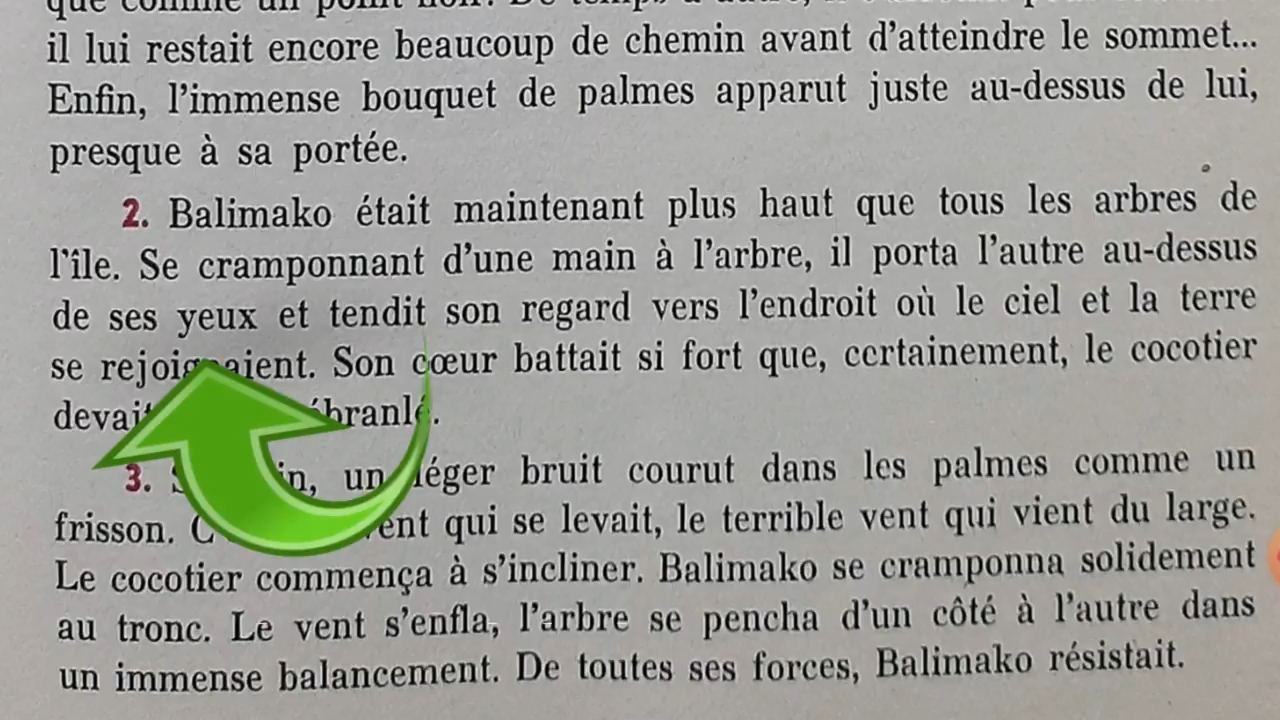 il lui restait encore beaucoup de chemin avant d'atteindre le sommet...
Enfin, l'immense bouquet de palmes apparut juste au-dessus de lui,
presque à sa portée.
2. Balimako était maintenant plus haut que tous les arbres de
l'île. Se cramponnant d'une main à l'arbre, il porta l'autre au-dessus
de ses yeux et tendit son regard vers l'endroit où le ciel et la terre
se rejoignaient. Son cœur battait si fort que, certainement, le cocotier
devait
3. un léger bruit courut dans les palmes comme un
frisson. qui se levait, le terrible vent qui vient du large.
Le cocotier commença à s'incliner. Balimako se cramponna solidement
au tronc. Le vent s'enfla, l'arbre se pencha d'un côté à l'autre dans
un immense balancement. De toutes ses forces, Balimako résistait.